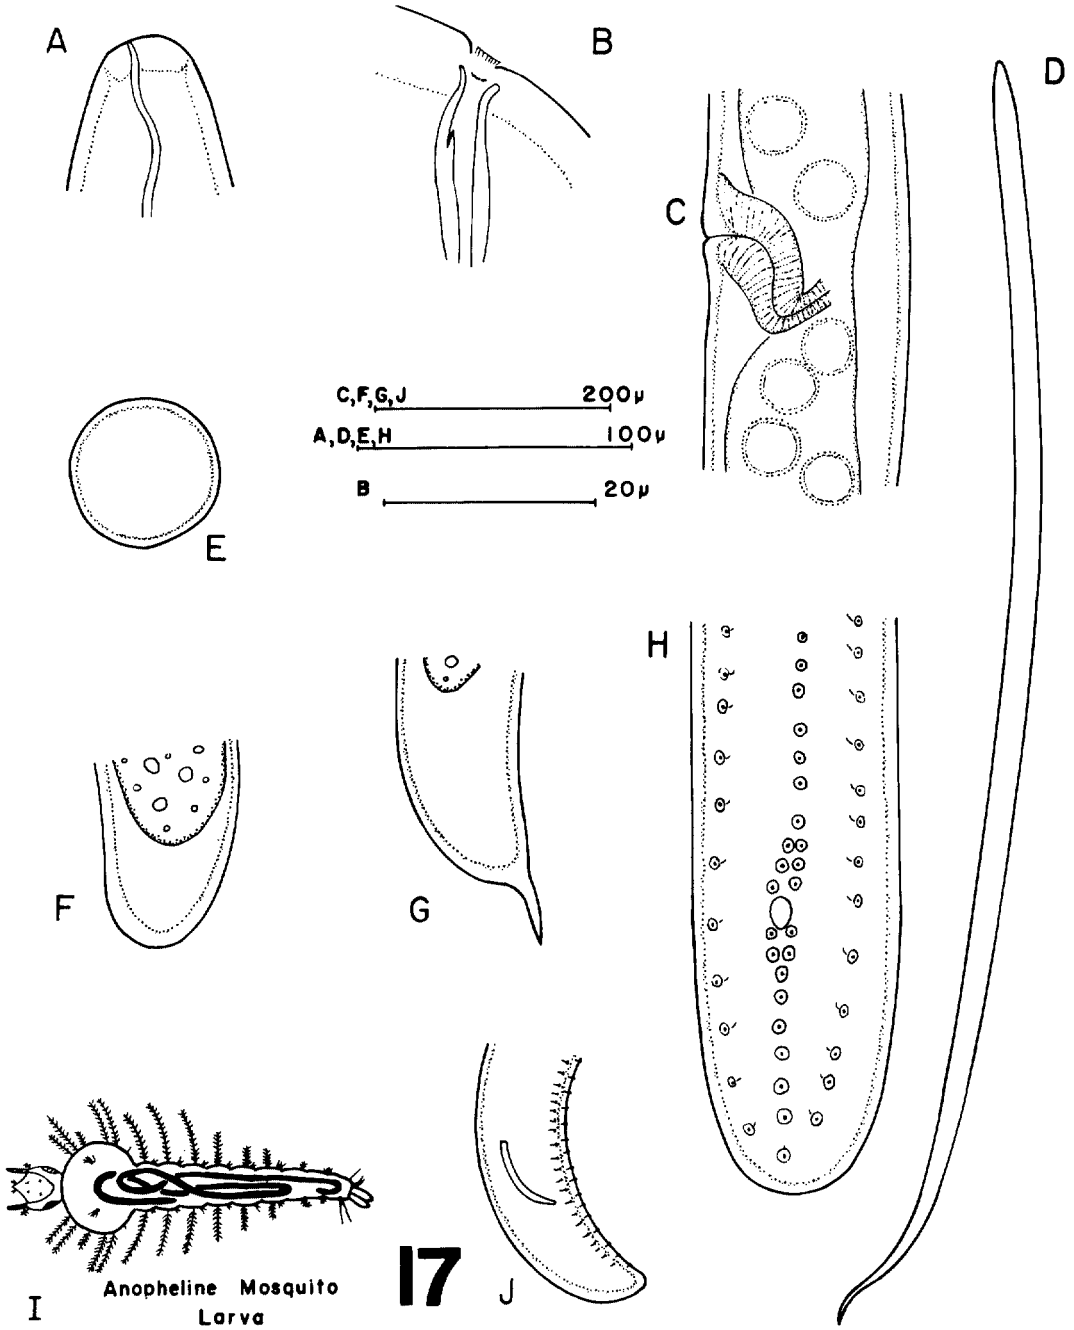 A
B
D
C
C,F,G,J 200μ
A,D,E,H 100μ
B 20μ
E
H
F
G
I
Anopheline Mosquito
Larva
17
J